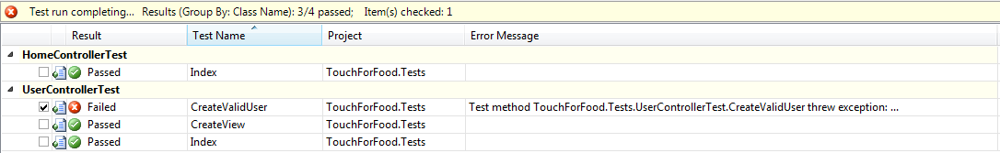 Test run completing... Results (Group By: Class Name): 3/4 passed; Item(s) checked: 1
Result Test Name Project Error Message
HomeControllerTest
Passed Index TouchForFood.Tests
UserControllerTest
Failed CreateValidUser TouchForFood.Tests Test method TouchForFood.Tests.UserControllerTest.CreateValidUser threw exception: ...
Passed CreateView TouchForFood.Tests
Passed Index TouchForFood.Tests